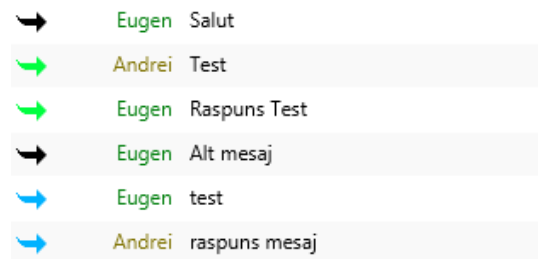 Eugen Salut
Andrei Test
Eugen Raspuns Test
Eugen Alt mesaj
Eugen test
Andrei raspuns mesaj